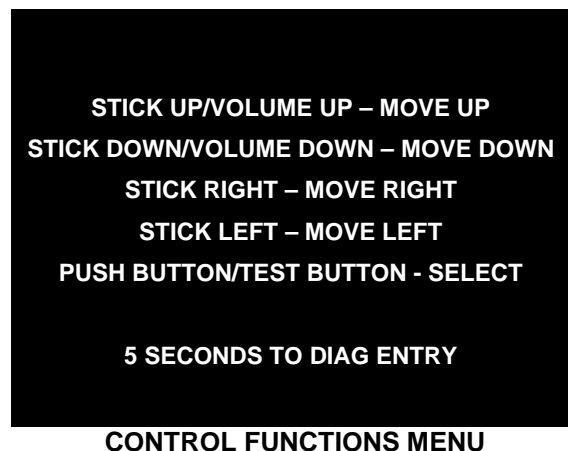 STICK UP/VOLUME UP – MOVE UP
STICK DOWN/VOLUME DOWN – MOVE DOWN
STICK RIGHT – MOVE RIGHT
STICK LEFT – MOVE LEFT
PUSH BUTTON/TEST BUTTON - SELECT
5 SECONDS TO DIAG ENTRY
CONTROL FUNCTIONS MENU